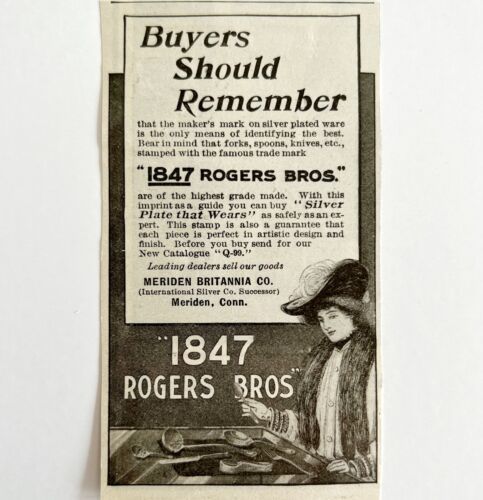 Buyers
Should
Remember
that the maker's mark on silver plated ware
is the only means of identifying the best.
Bear in mind that forks, spoons, knives, etc.,
stamped with the famous trade mark
"1847 ROGERS BROS."
are of the highest grade made. With this
imprint as a guide you can buy "Silver
Plate that Wears" as safely as an ex-
pert. This stamp is also a guarantee that
each piece is perfect in artistic design and
finish. Before you buy send for our
New Catalogue "Q-99."
Leading dealers sell our goods
MERIDEN BRITANNIA CO.
(International Silver Co. Successor)
Meriden, Conn.
"1847
ROGERS BROS"